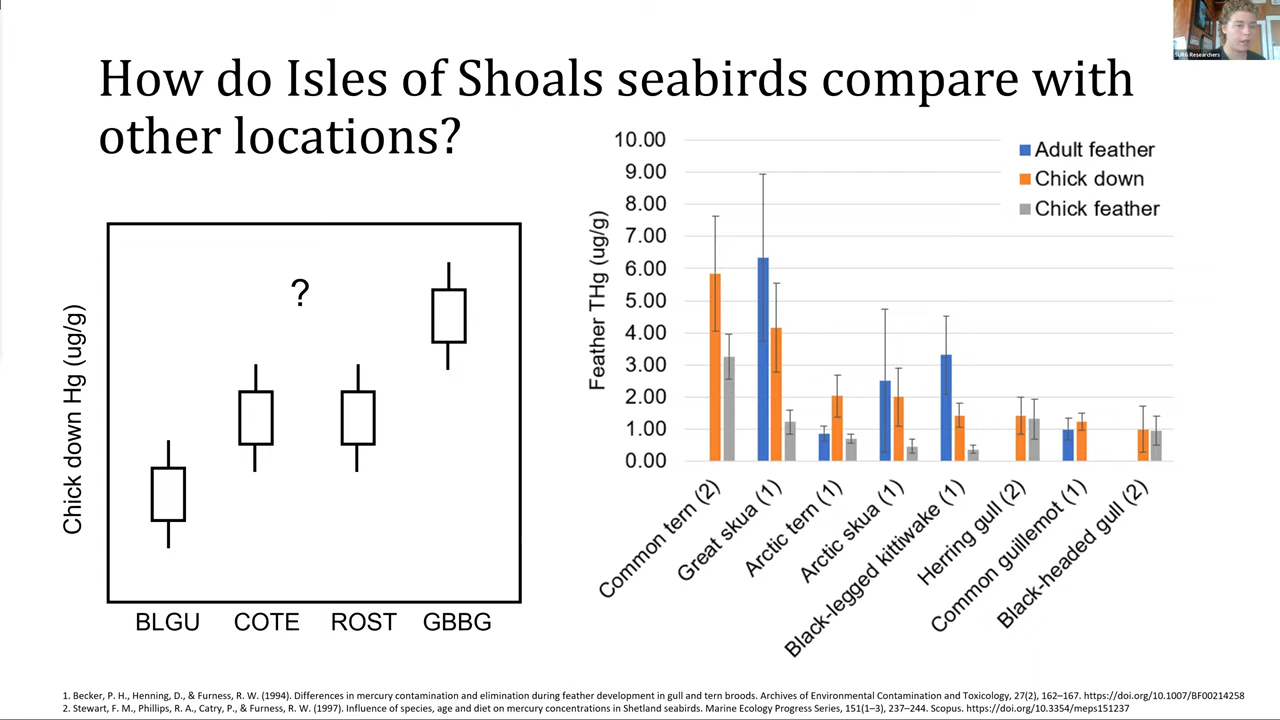 How do Isles of Shoals seabirds compare with
other locations?
SURG Researchers
Chick down Hg (ug/g)
?
BLGU COTE ROST GBBG
Feather THg (ug/g)
10.00
9.00
8.00
7.00
6.00
5.00
4.00
3.00
2.00
1.00
0.00
Adult feather
Chick down
Chick feather
Common tern (2)
Great skua (1)
Arctic tern (1)
Arctic skua (1)
Black-legged kittiwake (1)
Herring gull (2)
Common guillemot (1)
Black-headed gull (2)
1. Becker, P. H., Henning, D., & Furness, R. W. (1994). Differences in mercury contamination and elimination during feather development in gull and tern broods. Archives of Environmental Contamination and Toxicology, 27(2), 162–167. https://doi.org/10.1007/BF00214258
2. Stewart, F. M., Phillips, R. A., Catry, P., & Furness, R. W. (1997). Influence of species, age and diet on mercury concentrations in Shetland seabirds. Marine Ecology Progress Series, 151(1–3), 237–244. Scopus. https://doi.org/10.3354/meps151237